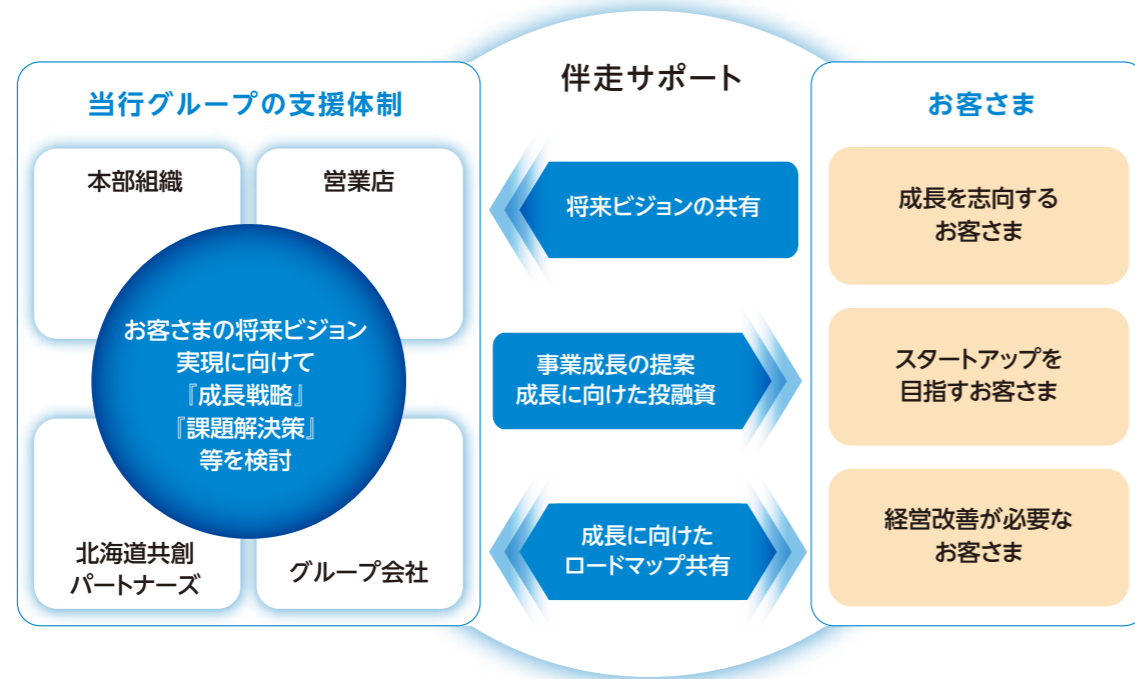 伴走サポート
当行グループの支援体制
本部組織
営業店
お客さまの将来ビジョン
実現に向けて
『成長戦略』
『課題解決策』
等を検討
北海道共創
パートナーズ
グループ会社
将来ビジョンの共有
事業成長の提案
成長に向けた投融資
成長に向けた
ロードマップ共有
お客さま
成長を志向する
お客さま
スタートアップを
目指すお客さま
経営改善が必要な
お客さま